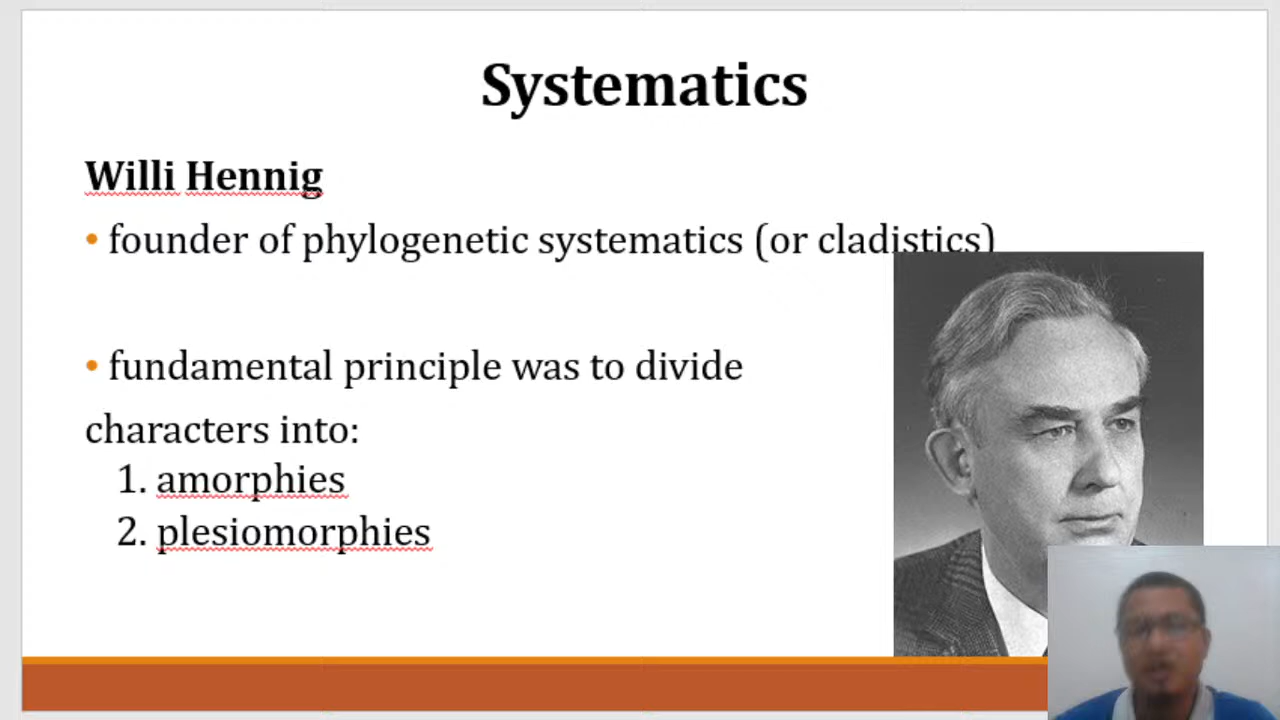 Systematics
Willi Hennig
• founder of phylogenetic systematics (or cladistics)
• fundamental principle was to divide
characters into:
1. amorphies
2. plesiomorphies